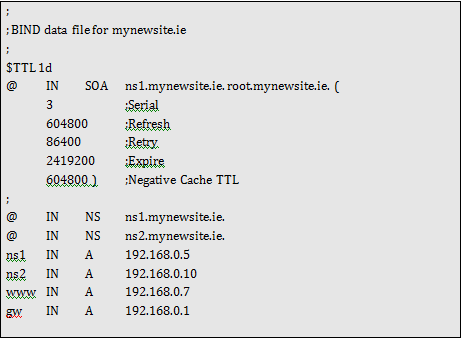 ;
; BIND data file for mynewsite.ie
;
$TTL 1d
@ IN SOA ns1.mynewsite.ie. root.mynewsite.ie. (
3 ;Serial
604800 ;Refresh
86400 ;Retry
2419200 ;Expire
604800 ) ;Negative Cache TTL
;
@ IN NS ns1.mynewsite.ie.
@ IN NS ns2.mynewsite.ie.
ns1 IN A 192.168.0.5
ns2 IN A 192.168.0.10
www IN A 192.168.0.7
gw IN A 192.168.0.1